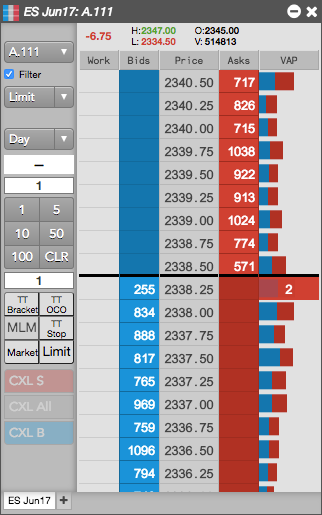 ES Jun17: A.111
A.111
Filter
Limit
Day
–
1
1 5
10 50
100 CLR
1
TT Bracket TT OCO
MLM TT Stop
Market Limit
CXL S
CXL All
CXL B
-6.75 H:2347.00 O:2345.00
L: 2334.50 V: 514813
Work Bids Price Asks VAP
2340.50 717
2340.25 826
2340.00 715
2339.75 1038
2339.50 922
2339.25 913
2339.00 1024
2338.75 774
2338.50 571
255 2338.25 2
834 2338.00
888 2337.75
817 2337.50
765 2337.25
969 2337.00
789 2336.75
1096 2336.50
794 2336.25
ES Jun17 +